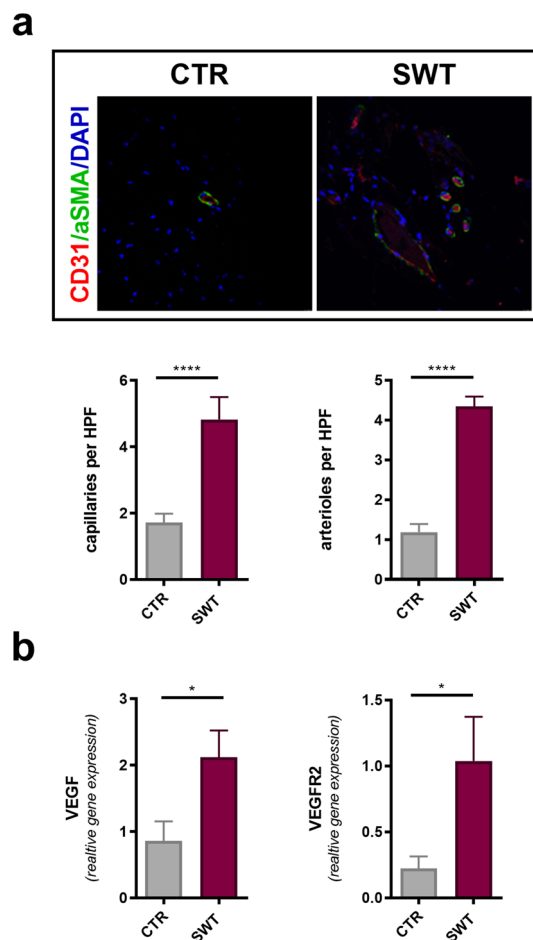 a
CTR SWT
CD31/aSMA/DAPI
capillaries per HPF
6
4
2
0
****
CTR
SWT
arterioles per HPF
5
4
3
2
1
0
****
CTR
SWT
b
VEGF
(realtive gene expression)
3
2
1
0
*
CTR
SWT
VEGFR2
(realtive gene expression)
1.5
1.0
0.5
0.0
*
CTR
SWT